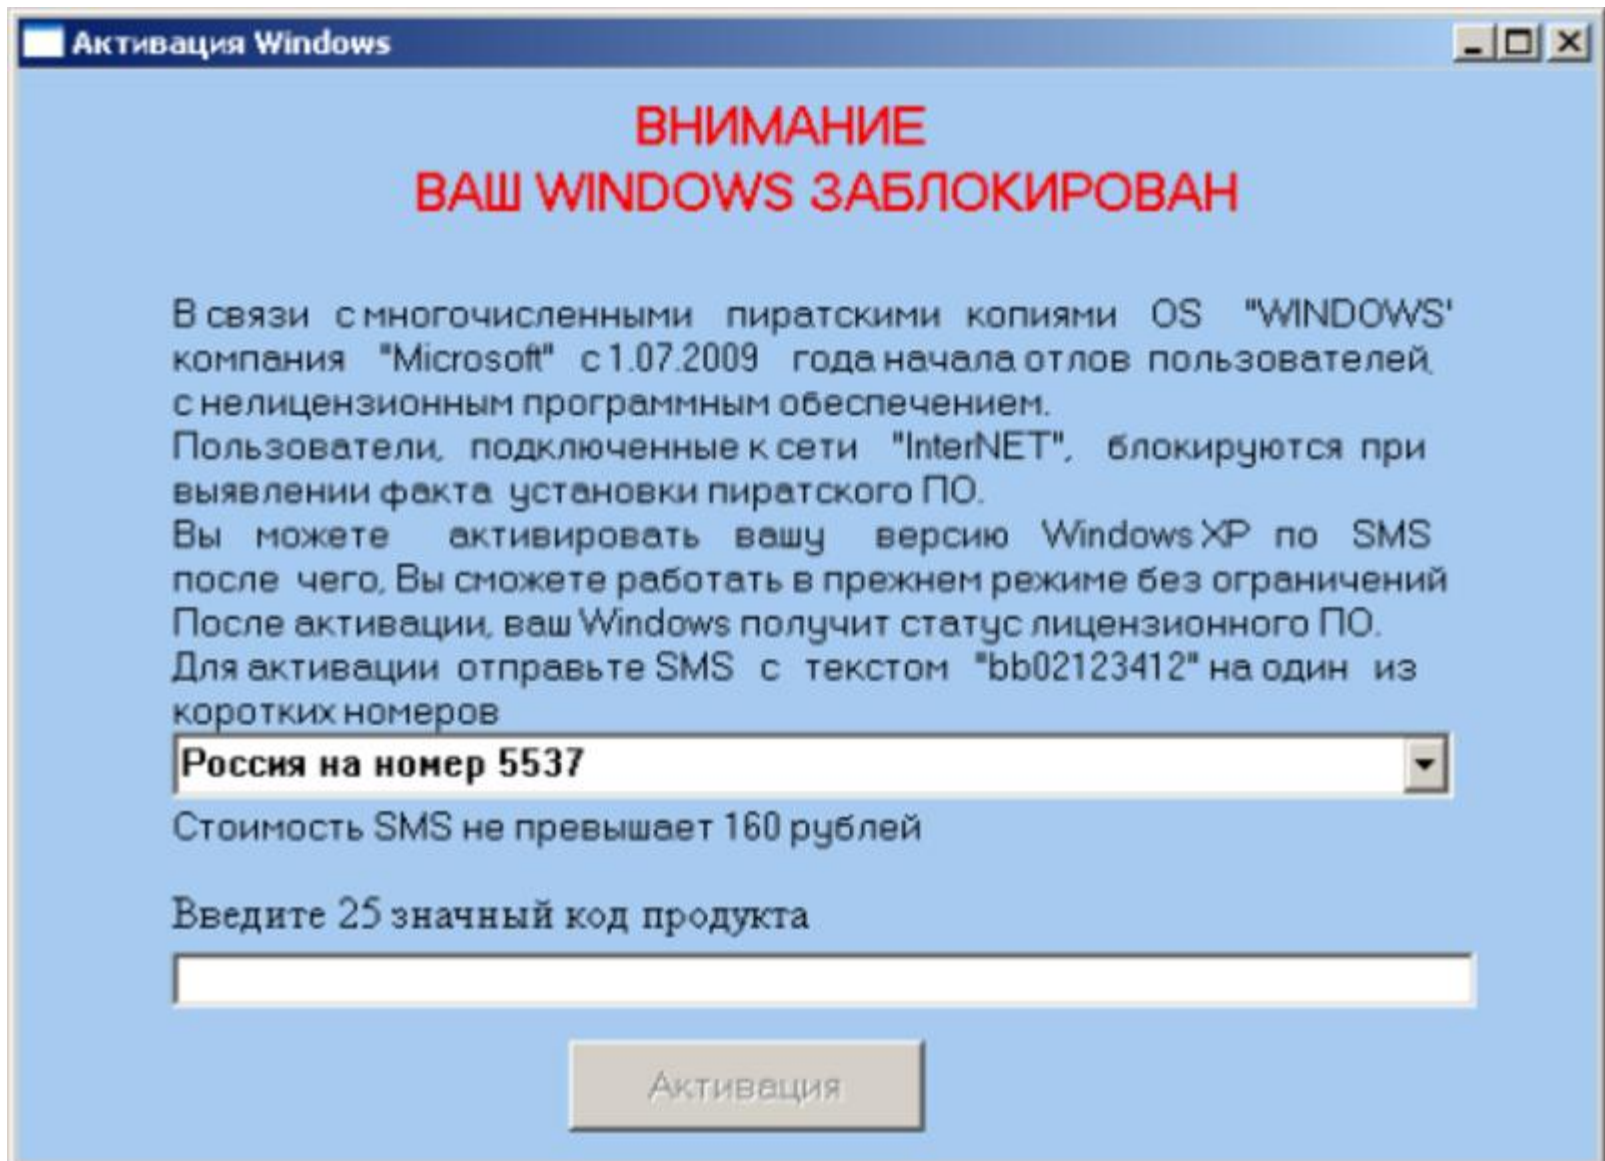 Активация Windows
ВНИМАНИЕ
ВАШ WINDOWS ЗАБЛОКИРОВАН
В связи с многочисленными пиратскими копиями OS "WINDOWS'
компания "Microsoft" с 1.07.2009 года начала отлов пользователей,
с нелицензионным программным обеспечением.
Пользователи, подключенные к сети "InterNET", блокируются при
выявлении факта установки пиратского ПО.
Вы можете активировать вашу версию Windows XP по SMS
после чего, Вы сможете работать в прежнем режиме без ограничений
После активации, ваш Windows получит статус лицензионного ПО.
Для активации отправьте SMS с текстом "bb02123412" на один из
коротких номеров
Россия на номер 5537
Стоимость SMS не превышает 160 рублей
Введите 25 значный код продукта
Активация